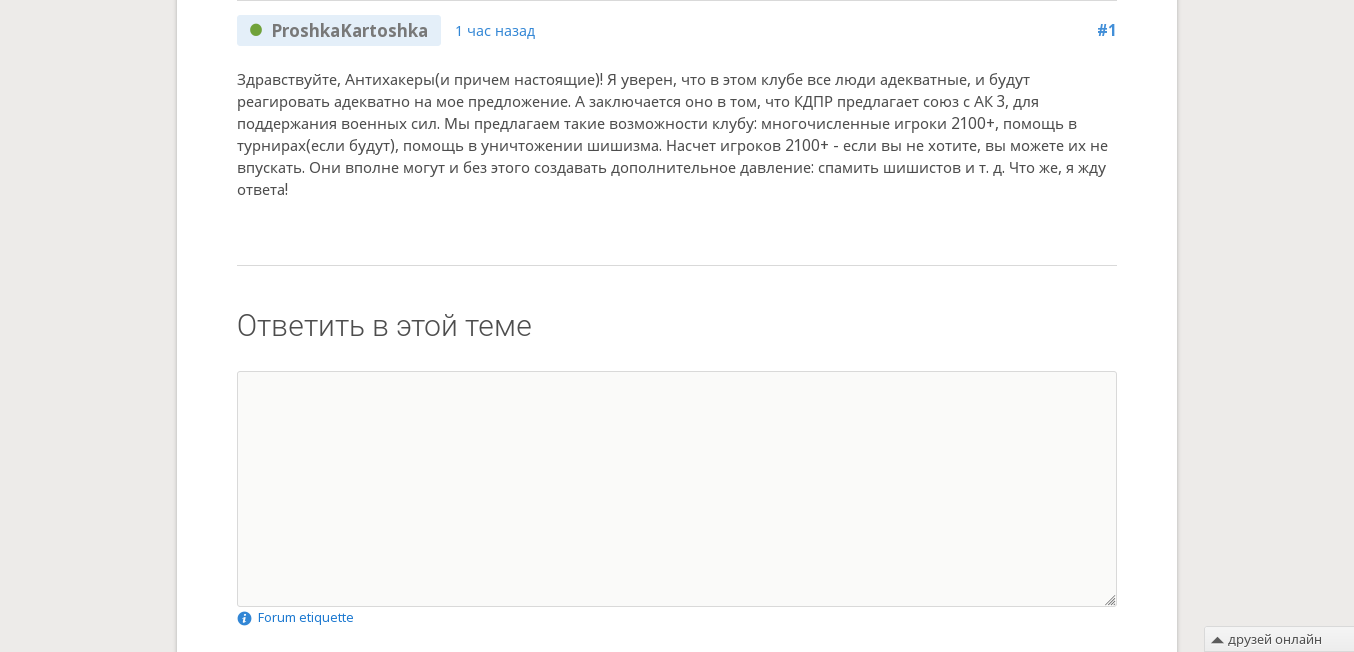 ProshkaKartoshka 1 час назад #1
Здравствуйте, Антихакеры(и причем настоящие)! Я уверен, что в этом клубе все люди адекватные, и будут
реагировать адекватно на мое предложение. А заключается оно в том, что КДПР предлагает союз с АК 3, для
поддержания военных сил. Мы предлагаем такие возможности клубу: многочисленные игроки 2100+, помощь в
турнирах(если будут), помощь в уничтожении шишизма. Насчет игроков 2100+ - если вы не хотите, вы можете их не
впускать. Они вполне могут и без этого создавать дополнительное давление: спамить шишистов и т. д. Что же, я жду
ответа!
Ответить в этой теме
Forum etiquette
друзей онлайн